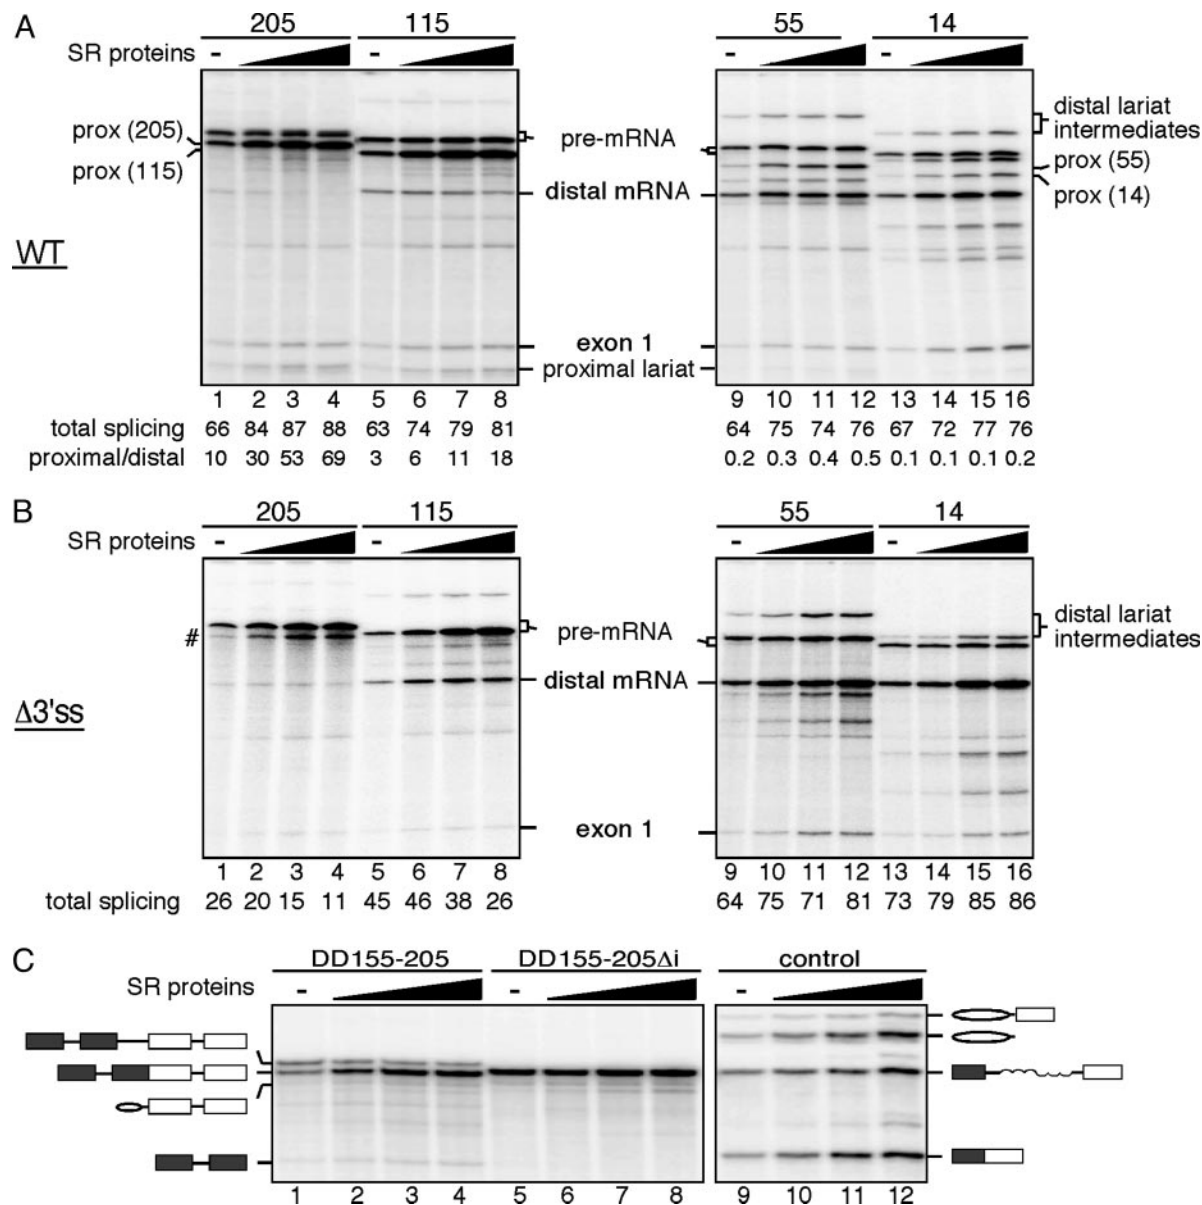 A
205 115 55 14
SR proteins - - - -
prox (205)
prox (115)
pre-mRNA
distal mRNA
exon 1
proximal lariat
distal lariat
intermediates
prox (55)
prox (14)
WT
1 2 3 4 5 6 7 8 9 10 11 12 13 14 15 16
total splicing 66 84 87 88 63 74 79 81 64 75 74 76 67 72 77 76
proximal/distal 10 30 53 69 3 6 11 18 0.2 0.3 0.4 0.5 0.1 0.1 0.1 0.2
B
205 115 55 14
SR proteins - - - -
#
pre-mRNA
distal mRNA
exon 1
distal lariat
intermediates
Δ3'ss
1 2 3 4 5 6 7 8 9 10 11 12 13 14 15 16
total splicing 26 20 15 11 45 46 38 26 64 75 71 81 73 79 85 86
C
DD155-205 DD155-205Δi control
SR proteins - - -
1 2 3 4 5 6 7 8 9 10 11 12